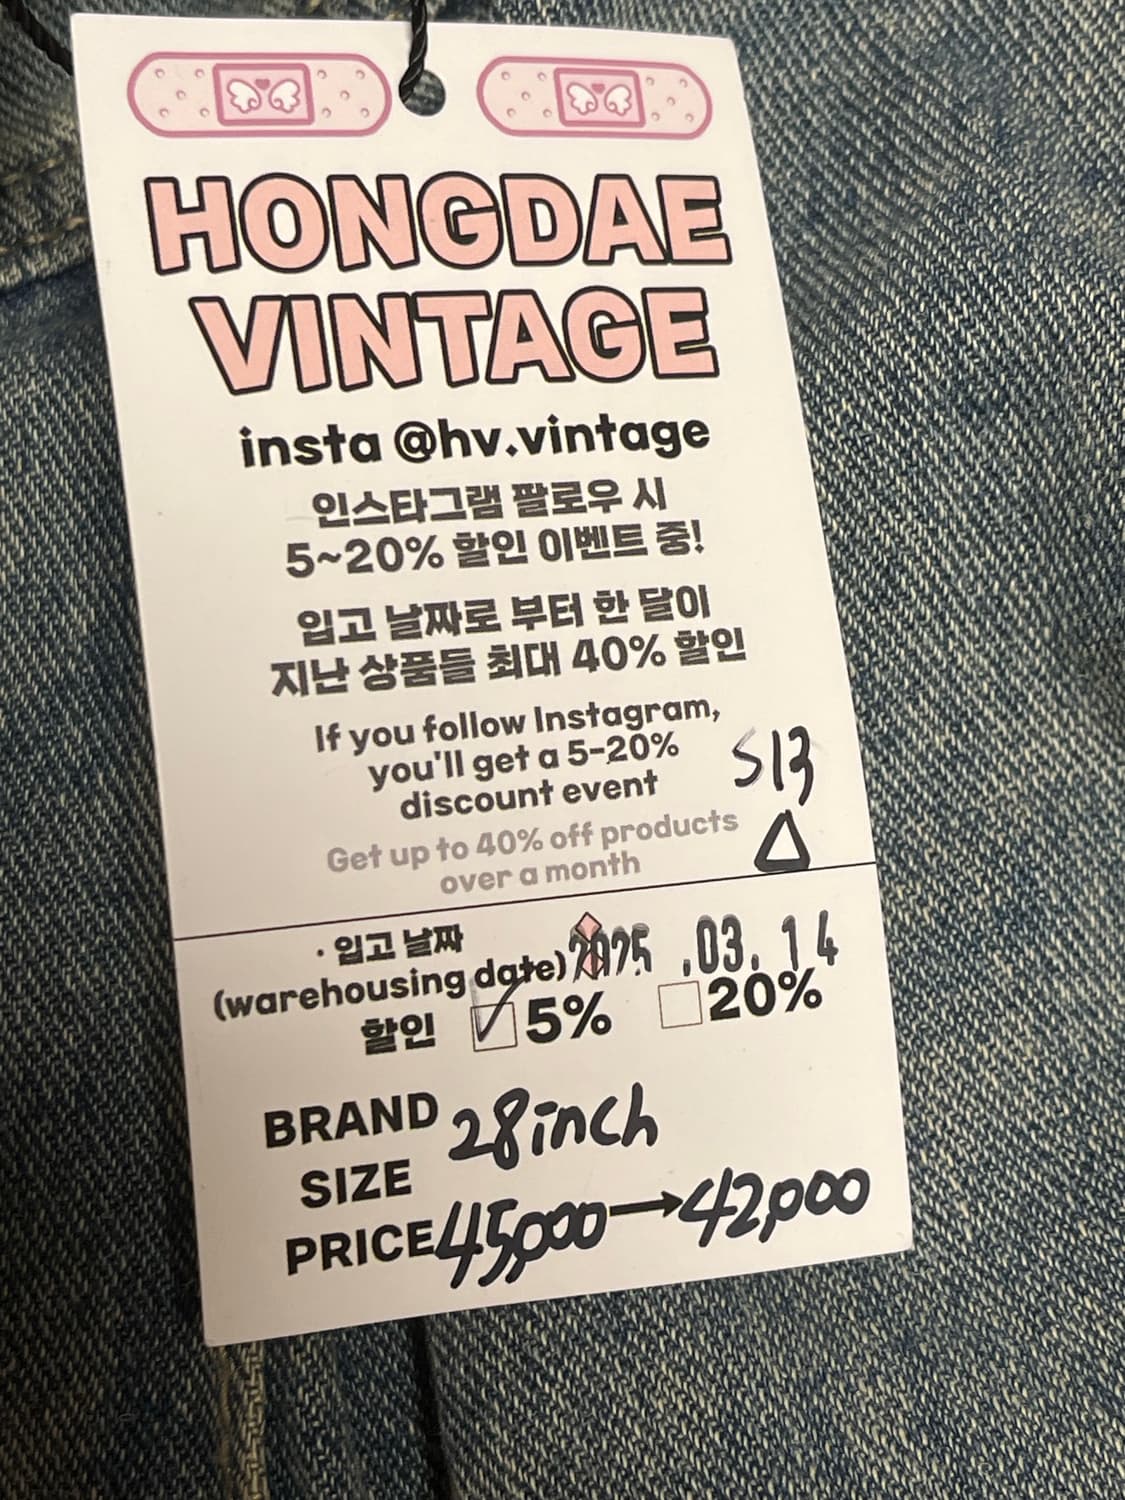 HONGDAE
VINTAGE
insta @hv.vintage
인스타그램 팔로우 시
5~20% 할인 이벤트 중!
입고 날짜로 부터 한 달이
지난 상품들 최대 40% 할인
If you follow Instagram,
you'll get a 5-20%
discount event
S13
Get up to 40% off products
over a month
· 입고 날짜
(warehousing date) 2025.03.14
할인 5% 20%
BRAND 28inch
SIZE
PRICE 45,000→42,000